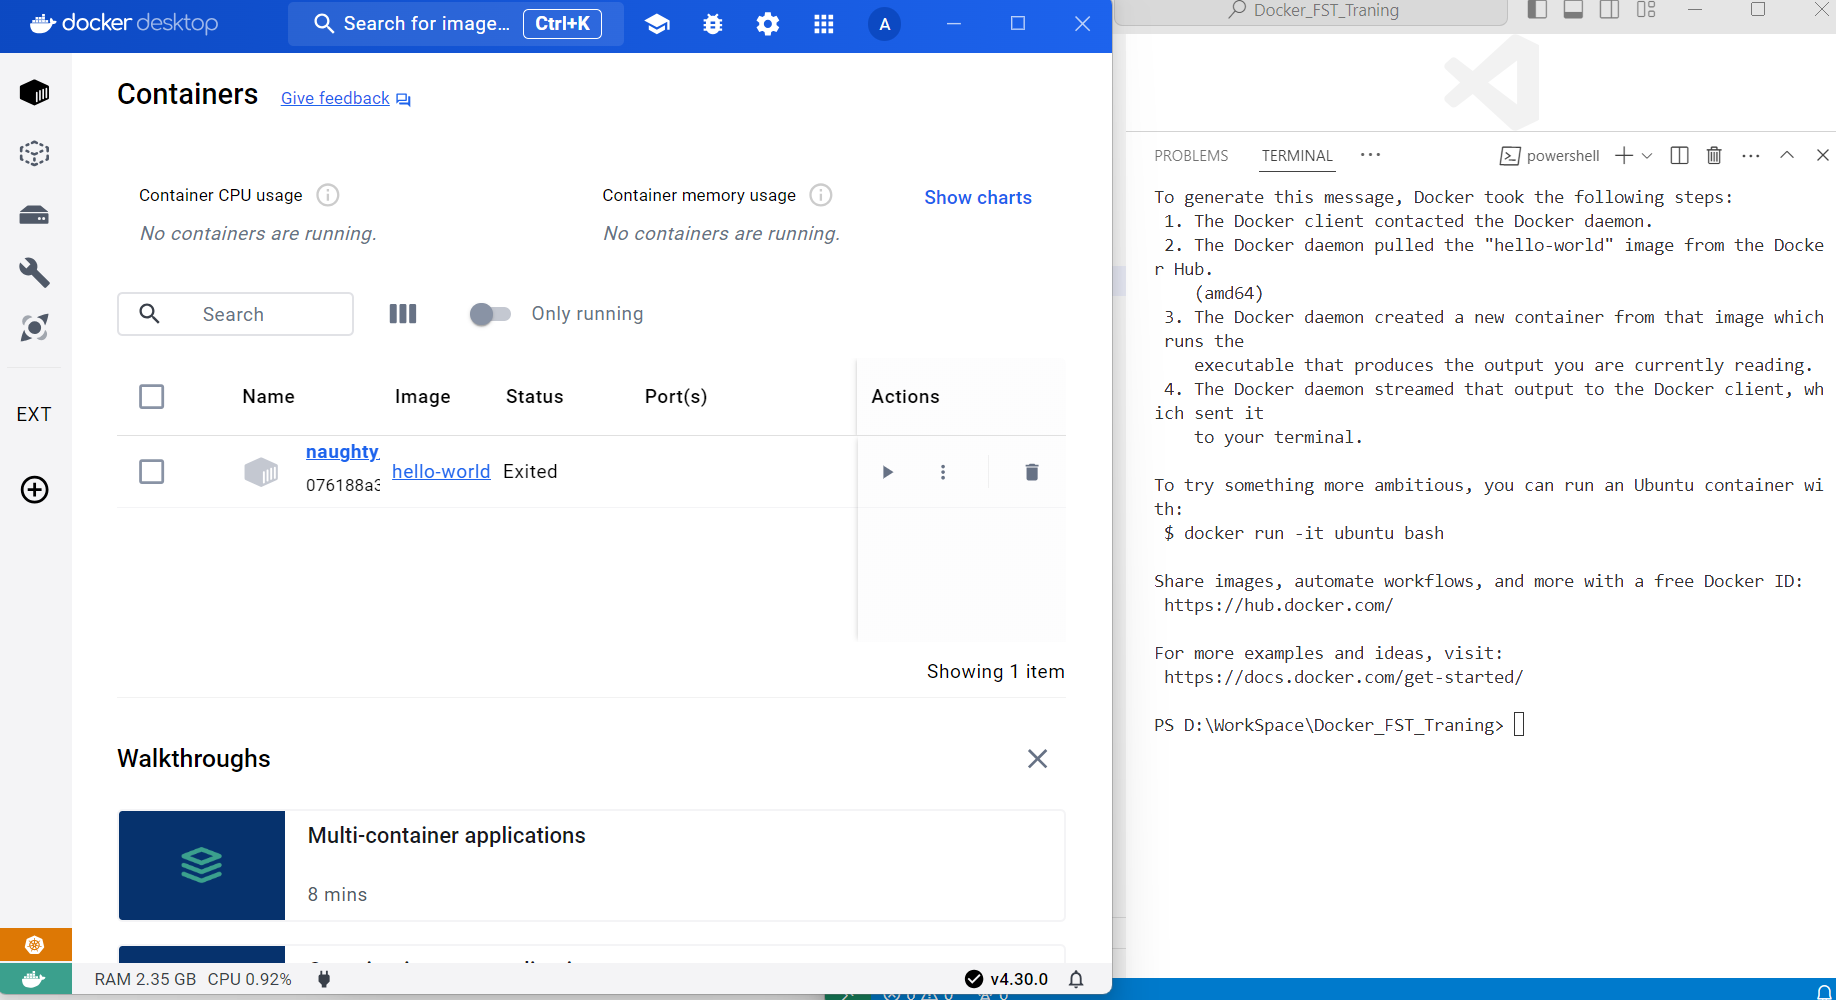 docker desktop
Search for image...
Ctrl+K
A
Containers
Give feedback
Container CPU usage
No containers are running.
Container memory usage
No containers are running.
Show charts
Search
Only running
Name
Image
Status
Port(s)
Actions
naughty
076188a3
hello-world
Exited
EXT
Showing 1 item
Walkthroughs
Multi-container applications
8 mins
RAM 2.35 GB CPU 0.92%
v4.30.0
Docker_FST_Traning
PROBLEMS
TERMINAL
powershell
To generate this message, Docker took the following steps:
1. The Docker client contacted the Docker daemon.
2. The Docker daemon pulled the "hello-world" image from the Docke
r Hub.
(amd64)
3. The Docker daemon created a new container from that image which
runs the
executable that produces the output you are currently reading.
4. The Docker daemon streamed that output to the Docker client, wh
ich sent it
to your terminal.
To try something more ambitious, you can run an Ubuntu container wi
th:
$ docker run -it ubuntu bash
Share images, automate workflows, and more with a free Docker ID:
https://hub.docker.com/
For more examples and ideas, visit:
https://docs.docker.com/get-started/
PS D:\WorkSpace\Docker_FST_Traning>